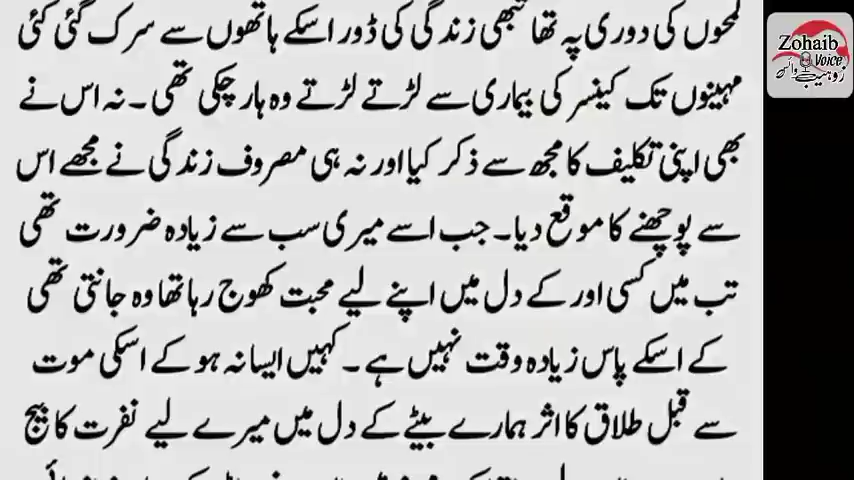 لمحوں کی دوری پہ تھا تبھی زندگی کی ڈور اسکے ہاتھوں سے سرک گئی کئی
مہینوں تک کینسر کی بیماری سے لڑتے لڑتے وہ ہار چکی تھی۔ نہ اس نے
بھی اپنی تکلیف کا مجھ سے ذکر کیا اور نہ ہی مصروف زندگی نے مجھے اس
سے پوچھنے کا موقع دیا۔ جب اسے میری سب سے زیادہ ضرورت تھی
تب میں کسی اور کے دل میں اپنے لیے محبت کھوج رہا تھا وہ جانتی تھی
کے اسکے پاس زیادہ وقت نہیں ہے۔ کہیں ایسا نہ ہو کے اسکی موت
سے قبل طلاق کا اثر ہمارے بیٹے کے دل میں میرے لیے نفرت کا بیج
Zohaib
Voice
زوہیب وائس